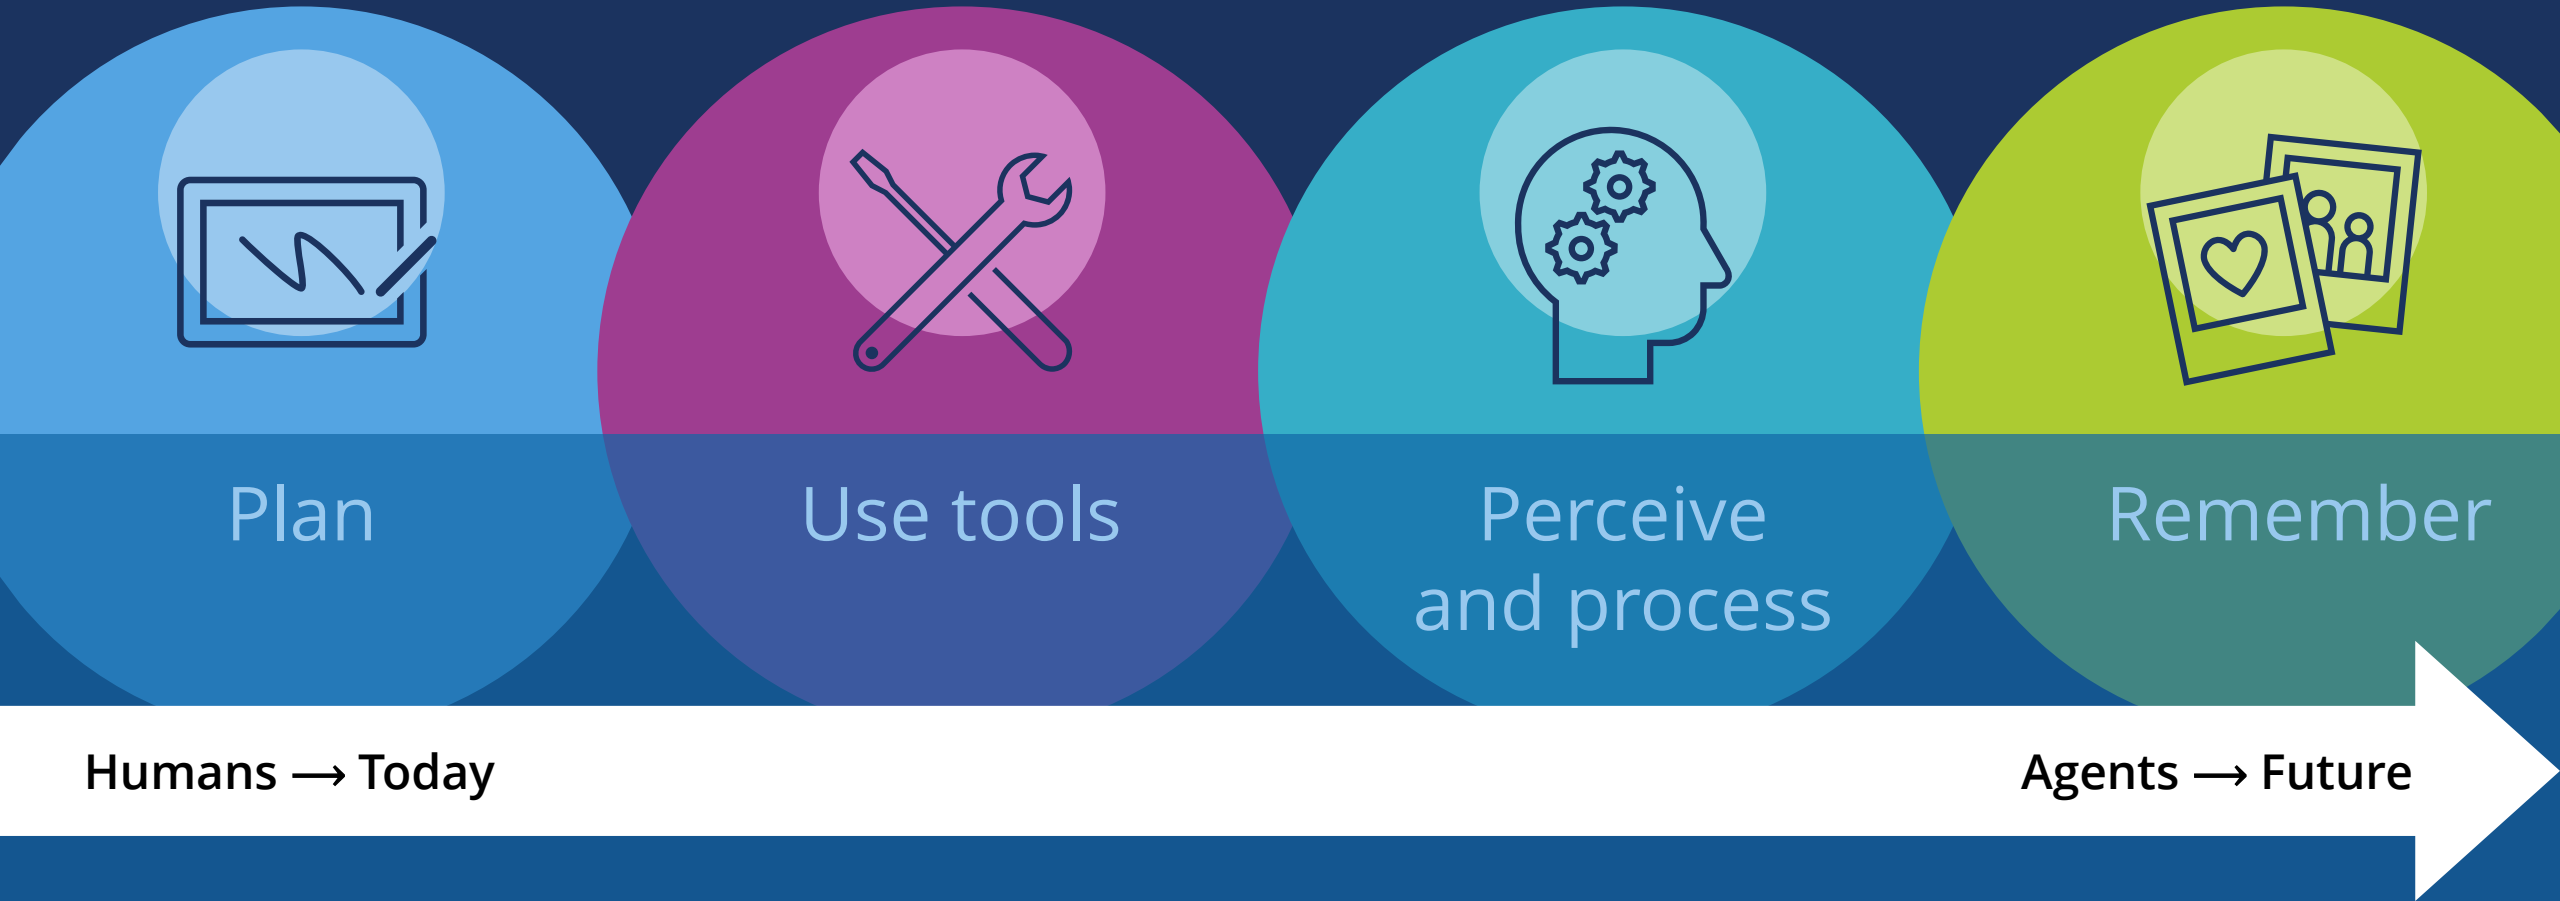 Plan
Use tools
Perceive
and process
Remember
Humans → Today
Agents → Future